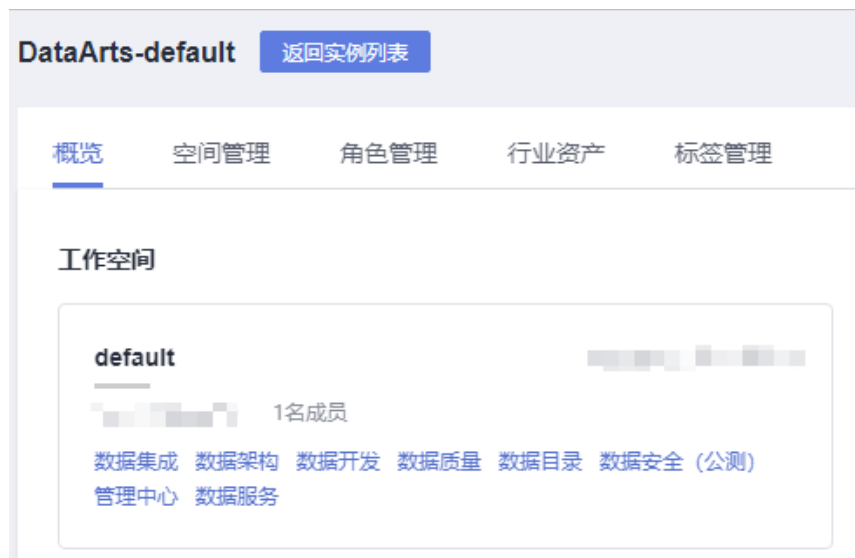 DataArts-default 返回实例列表
概览 空间管理 角色管理 行业资产 标签管理
工作空间
default
1名成员
数据集成 数据架构 数据开发 数据质量 数据目录 数据安全（公测）
管理中心 数据服务